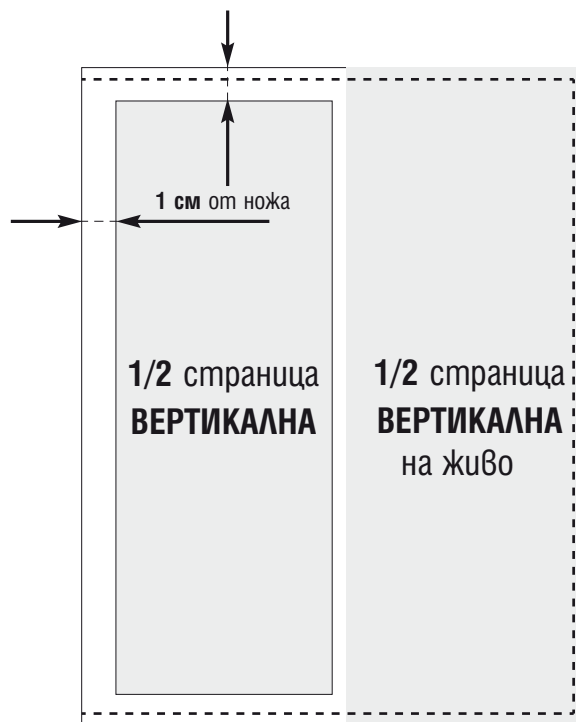 1 см от ножа
1/2 страница
ВЕРТИКАЛНА
1/2 страница
ВЕРТИКАЛНА
на живо